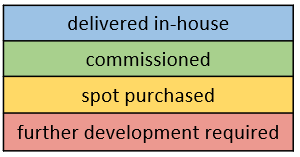 delivered in-house
commissioned
spot purchased
further development required